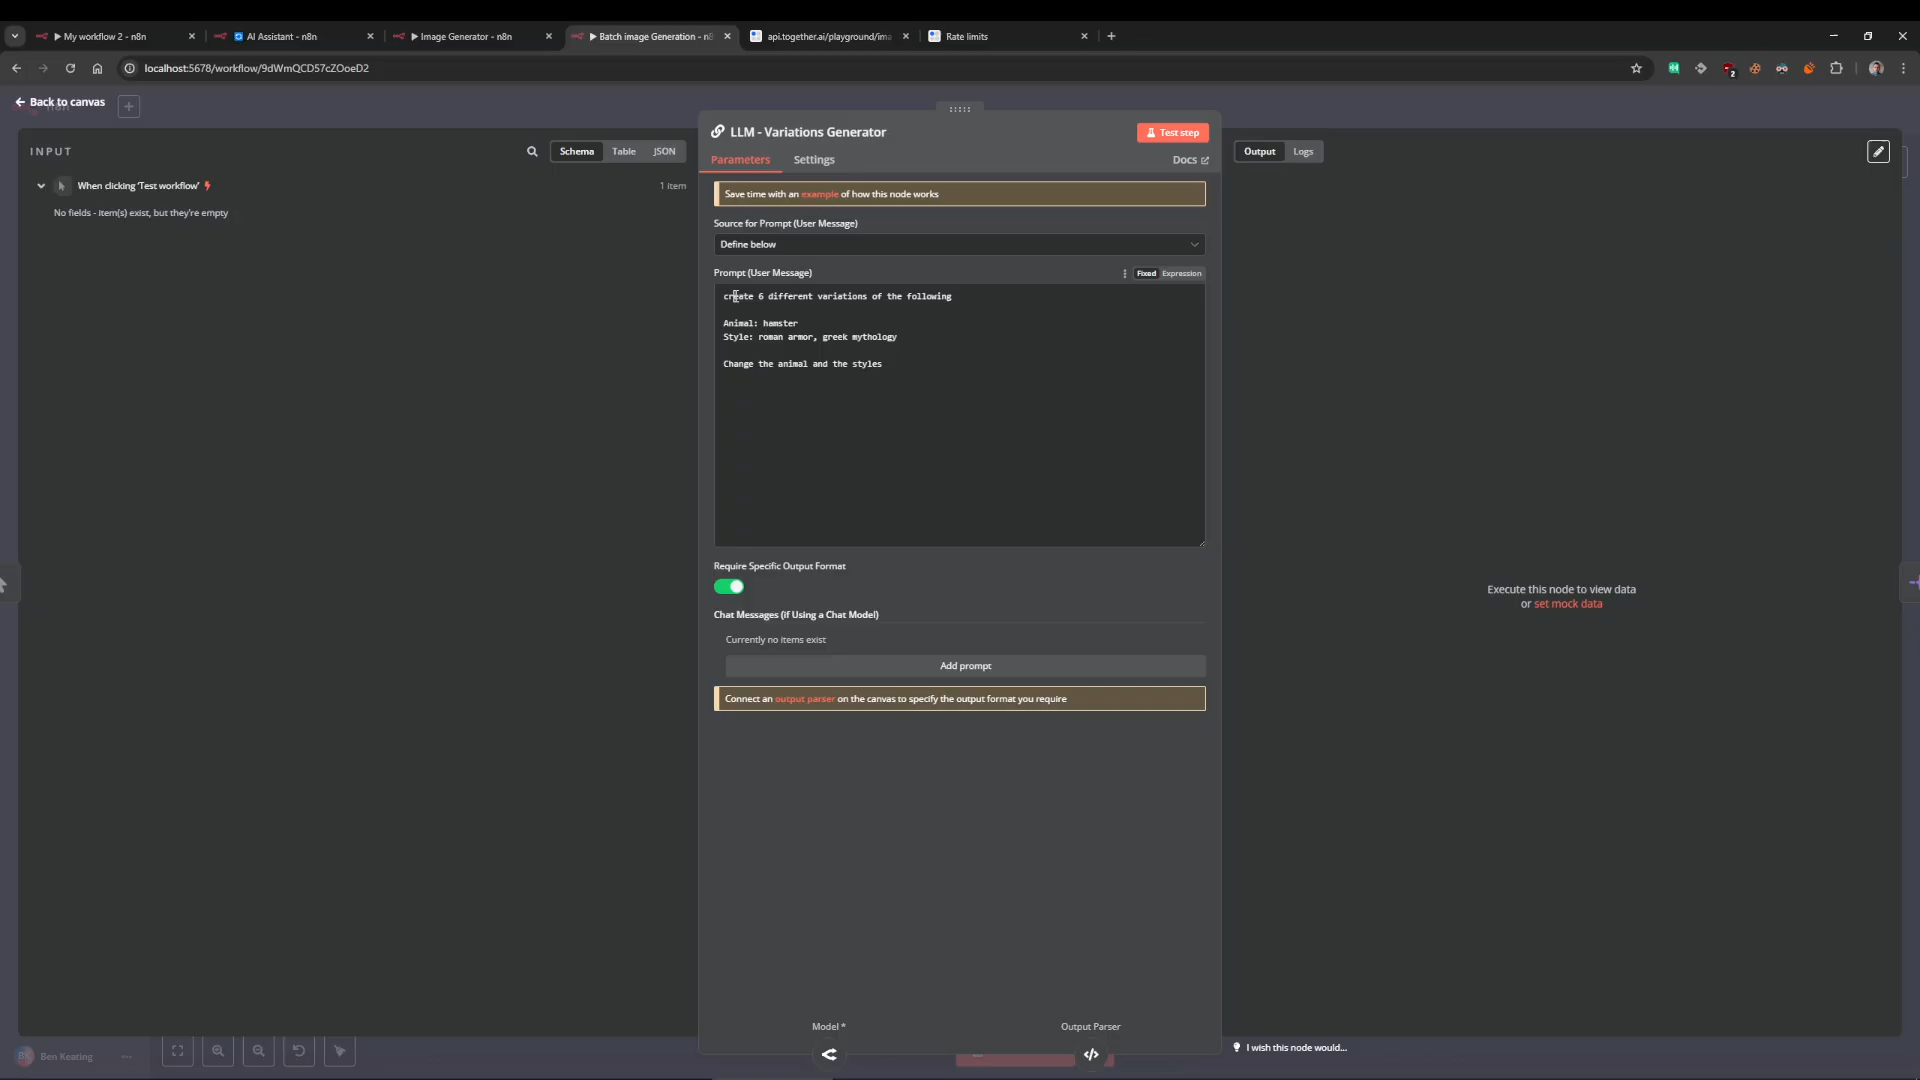 My workflow 2 - n8n
AI Assistant - n8n
Image Generator - n8n
Batch image Generation - n8
api.together.ai/playground/ima
Rate limits
localhost:5678/workflow/9dWmQCD57cZOoeD2
2
Back to canvas
INPUT
Schema
Table
JSON
When clicking 'Test workflow'
1 item
No fields - item(s) exist, but they're empty
LLM - Variations Generator
Test step
Parameters
Settings
Docs
Save time with an example of how this node works
Source for Prompt (User Message)
Define below
Prompt (User Message)
Fixed
Expression
create 6 different variations of the following
Animal: hamster
Style: roman armor, greek mythology
Change the animal and the styles
Require Specific Output Format
Chat Messages (if Using a Chat Model)
Currently no items exist
Add prompt
Connect an output parser on the canvas to specify the output format you require
Model *
Output Parser
Output
Logs
Execute this node to view data
or set mock data
I wish this node would...
BK
Ben Keating